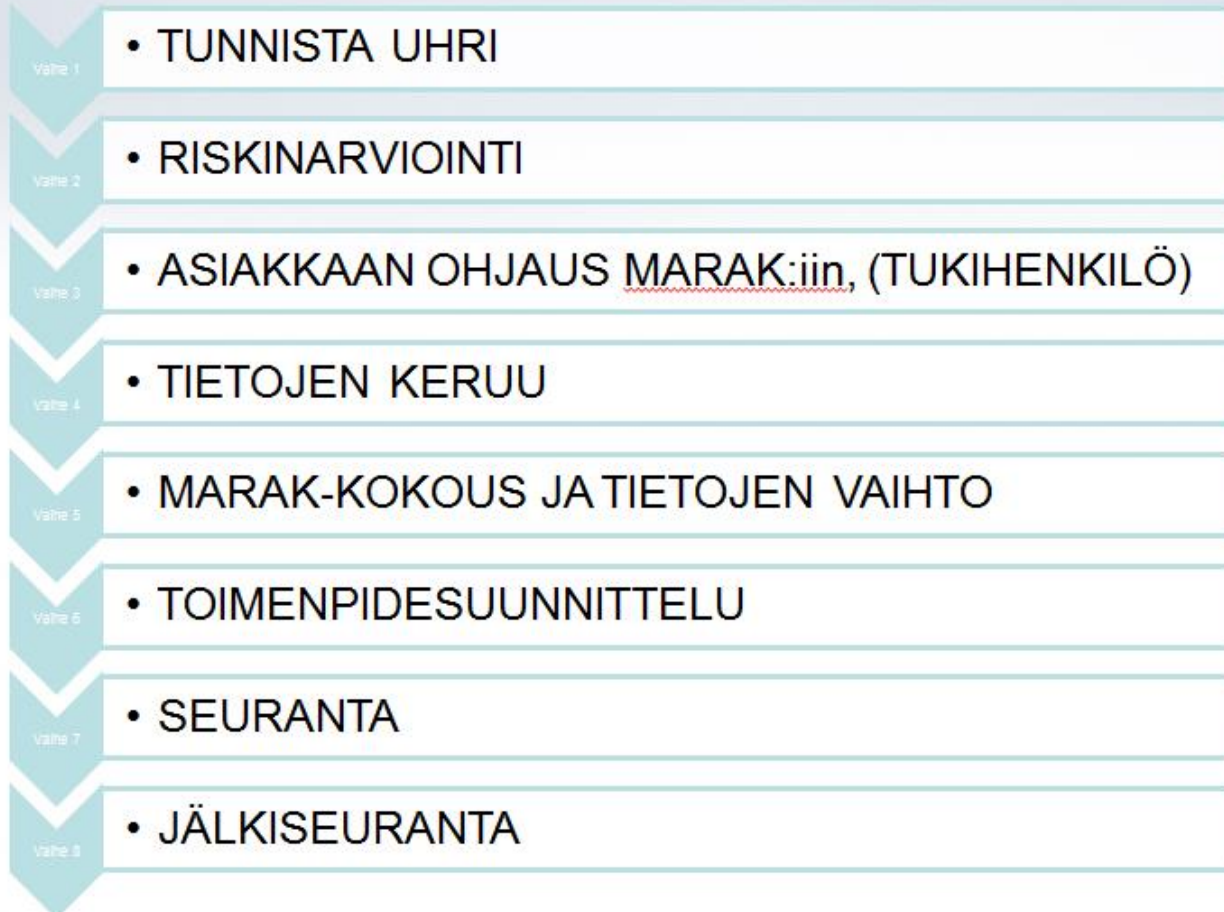 Vaihe 1
• TUNNISTA UHRI
Vaihe 2
• RISKINARVIOINTI
Vaihe 3
• ASIAKKAAN OHJAUS MARAK:iin, (TUKIHENKILÖ)
Vaihe 4
• TIETOJEN KERUU
Vaihe 5
• MARAK-KOKOUS JA TIETOJEN VAIHTO
Vaihe 6
• TOIMENPIDESUUNNITTELU
Vaihe 7
• SEURANTA
Vaihe 8
• JÄLKISEURANTA